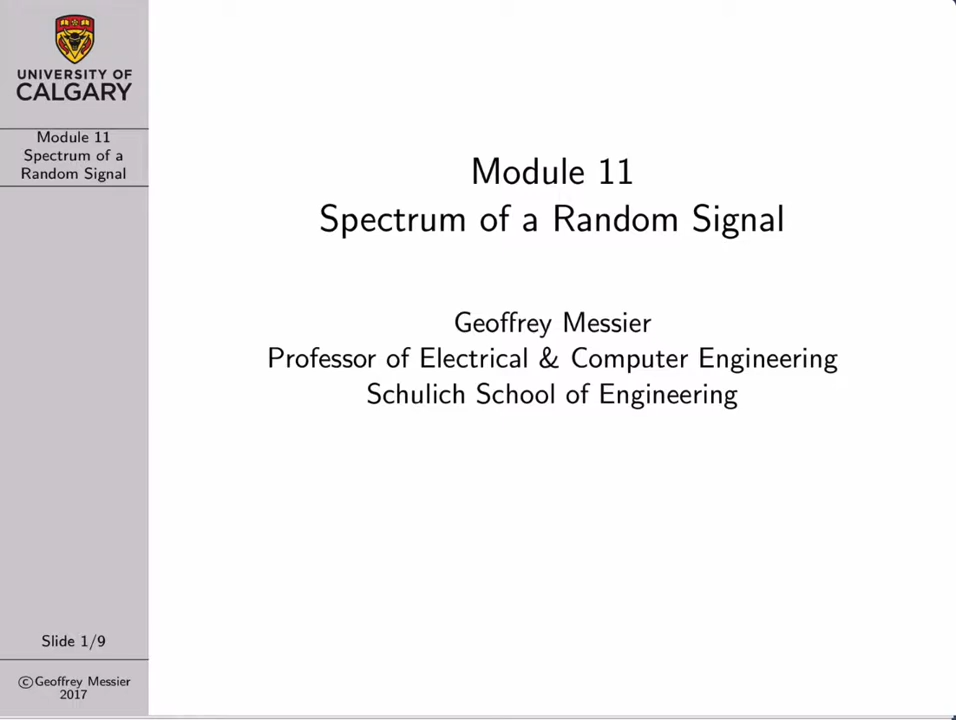 UNIVERSITY OF
CALGARY
Module 11
Spectrum of a
Random Signal
Module 11
Spectrum of a Random Signal
Geoffrey Messier
Professor of Electrical & Computer Engineering
Schulich School of Engineering
Slide 1/9
©Geoffrey Messier
2017